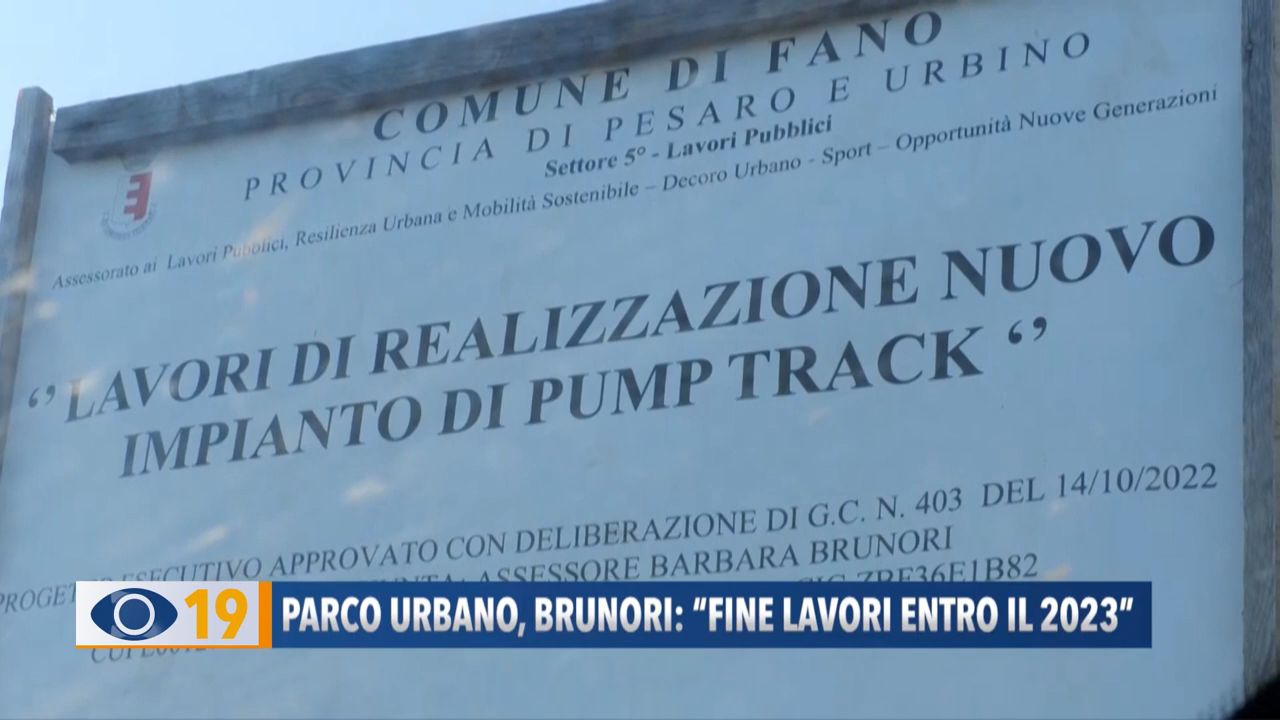 COMUNE DI FANO
PROVINCIA DI PESARO E URBINO
Settore 5° - Lavori Pubblici
Assessorato ai Lavori Pubblici, Resilienza Urbana e Mobilità Sostenibile – Decoro Urbano - Sport – Opportunità Nuove Generazioni
‘’ LAVORI DI REALIZZAZIONE NUOVO
IMPIANTO DI PUMP TRACK ‘’
ESECUTIVO APPROVATO CON DELIBERAZIONE DI G.C. N. 403 DEL 14/10/2022
ASSESSORE BARBARA BRUNORI
19 PARCO URBANO, BRUNORI: “FINE LAVORI ENTRO IL 2023”